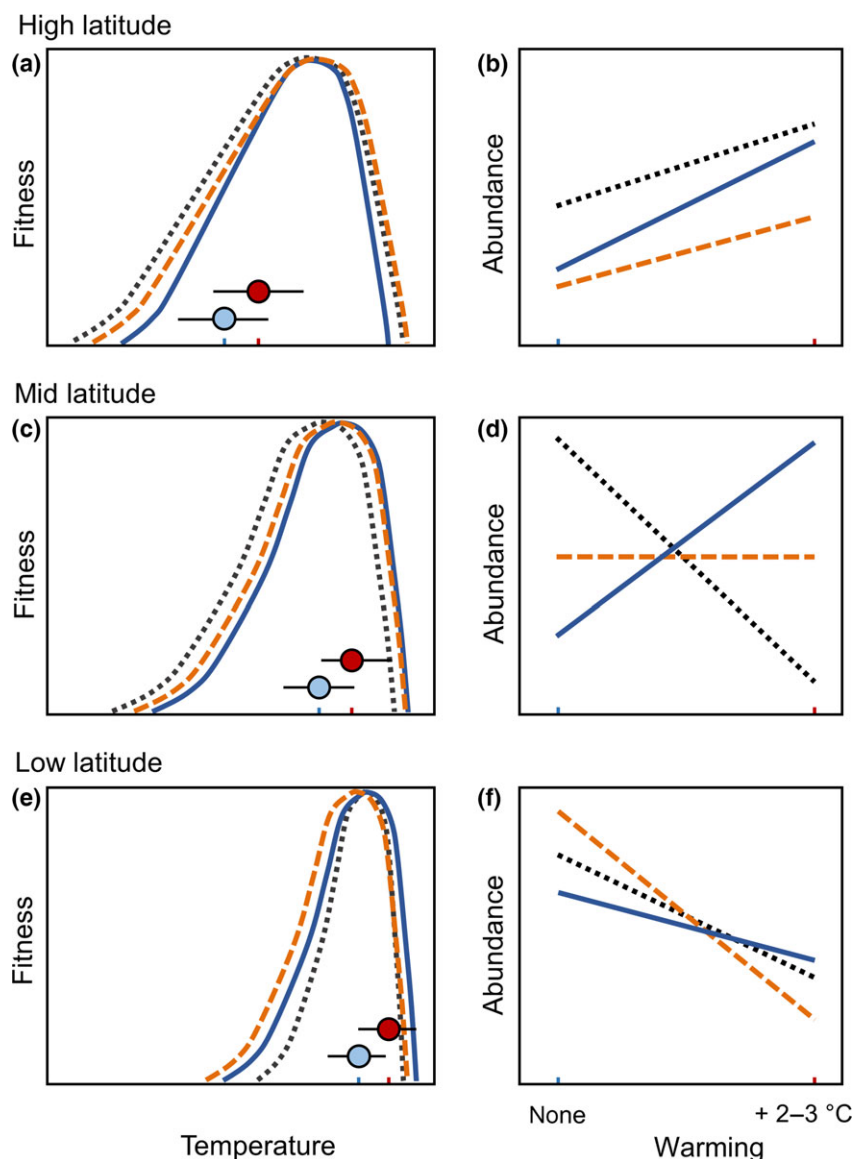 High latitude
(a)
(b)
Fitness
Abundance
Mid latitude
(c)
(d)
Fitness
Abundance
Low latitude
(e)
(f)
Fitness
Abundance
None
+ 2–3 °C
Temperature
Warming